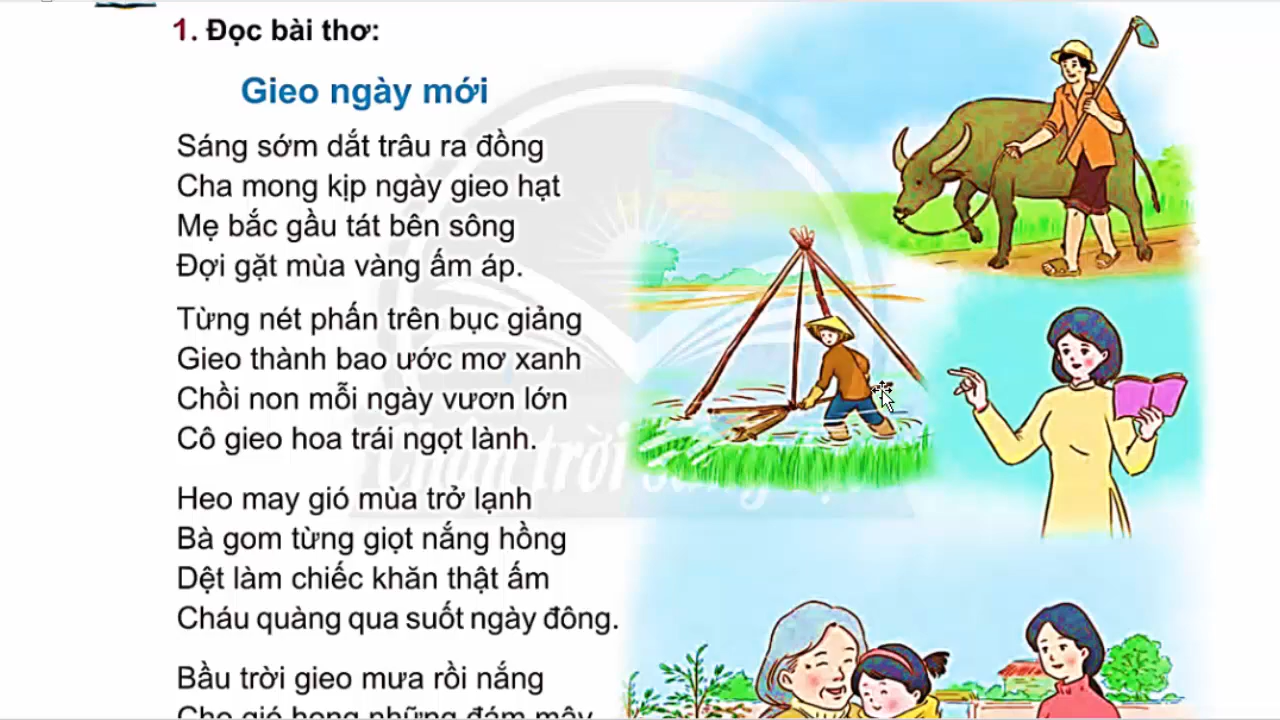 1. Đọc bài thơ:
Gieo ngày mới
Sáng sớm dắt trâu ra đồng
Cha mong kịp ngày gieo hạt
Mẹ bắc gầu tát bên sông
Đợi gặt mùa vàng ấm áp.
Từng nét phấn trên bục giảng
Gieo thành bao ước mơ xanh
Chồi non mỗi ngày vươn lớn
Cô gieo hoa trái ngọt lành.
Heo may gió mùa trở lạnh
Bà gom từng giọt nắng hồng
Dệt làm chiếc khăn thật ấm
Cháu quàng qua suốt ngày đông.
Bầu trời gieo mưa rồi nắng
Chân trời